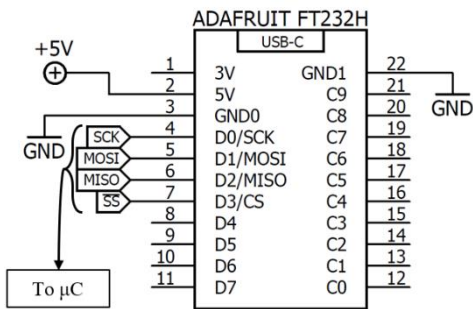 ADAFRUIT FT232H
USB-C
+5V
1 3V GND1 22
2 5V C9 21
3 GND0 C8 20
GND GND
SCK 4 D0/SCK C7 19
MOSI 5 D1/MOSI C6 18
MISO 6 D2/MISO C5 17
SS 7 D3/CS C4 16
8 D4 C3 15
9 D5 C2 14
10 D6 C1 13
11 D7 C0 12
To μC